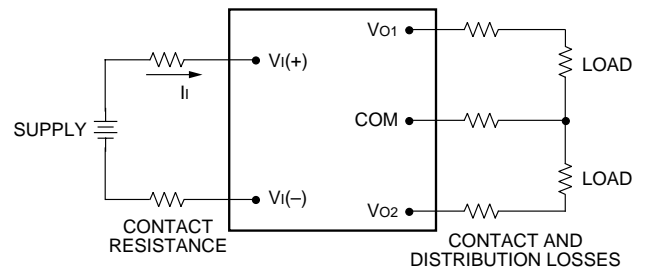 VO1
VI(+)
LOAD
II
COM
SUPPLY
LOAD
VI(–)
VO2
CONTACT
RESISTANCE
CONTACT AND
DISTRIBUTION LOSSES